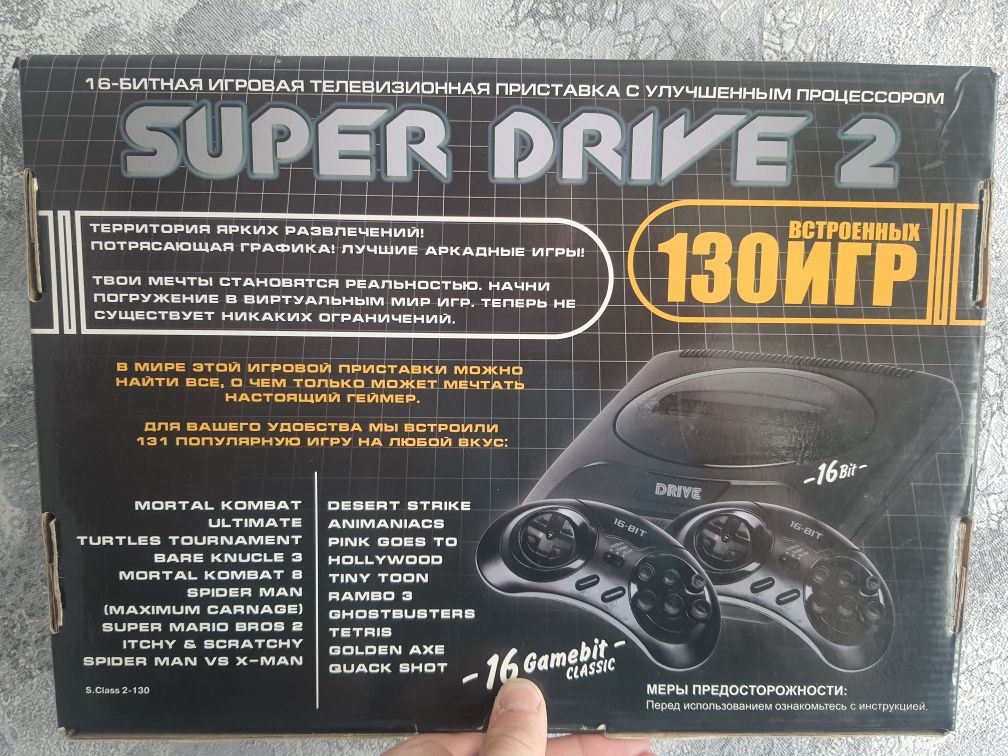 16-БИТНАЯ ИГРОВАЯ ТЕЛЕВИЗИОННАЯ ПРИСТАВКА С УЛУЧШЕННЫМ ПРОЦЕССОРОМ
SUPER DRIVE 2
ТЕРРИТОРИЯ ЯРКИХ РАЗВЛЕЧЕНИЙ!
ПОТРЯСАЮЩАЯ ГРАФИКА! ЛУЧШИЕ АРКАДНЫЕ ИГРЫ!
ТВОИ МЕЧТЫ СТАНОВЯТСЯ РЕАЛЬНОСТЬЮ. НАЧНИ
ПОГРУЖЕНИЕ В ВИРТУАЛЬНЫМ МИР ИГР. ТЕПЕРЬ НЕ
СУЩЕСТВУЕТ НИКАКИХ ОГРАНИЧЕНИЙ.
ВСТРОЕННЫХ
130 ИГР
В МИРЕ ЭТОЙ ИГРОВОЙ ПРИСТАВКИ МОЖНО
НАЙТИ ВСЕ, О ЧЕМ ТОЛЬКО МОЖЕТ МЕЧТАТЬ
НАСТОЯЩИЙ ГЕЙМЕР.
ДЛЯ ВАШЕГО УДОБСТВА МЫ ВСТРОИЛИ
131 ПОПУЛЯРНУЮ ИГРУ НА ЛЮБОЙ ВКУС:
MORTAL KOMBAT
ULTIMATE
TURTLES TOURNAMENT
BARE KNUCLE 3
MORTAL KOMBAT 8
SPIDER MAN
(MAXIMUM CARNAGE)
SUPER MARIO BROS 2
ITCHY & SCRATCHY
SPIDER MAN VS X-MAN
DESERT STRIKE
ANIMANIACS
PINK GOES TO
HOLLYWOOD
TINY TOON
RAMBO 3
GHOSTBUSTERS
TETRIS
GOLDEN AXE
QUACK SHOT
-16 Bit-
DRIVE
16-BIT
16-BIT
-16 Gamebit-
CLASSIC
S.Class 2-130
МЕРЫ ПРЕДОСТОРОЖНОСТИ:
Перед использованием ознакомьтесь с инструкцией.